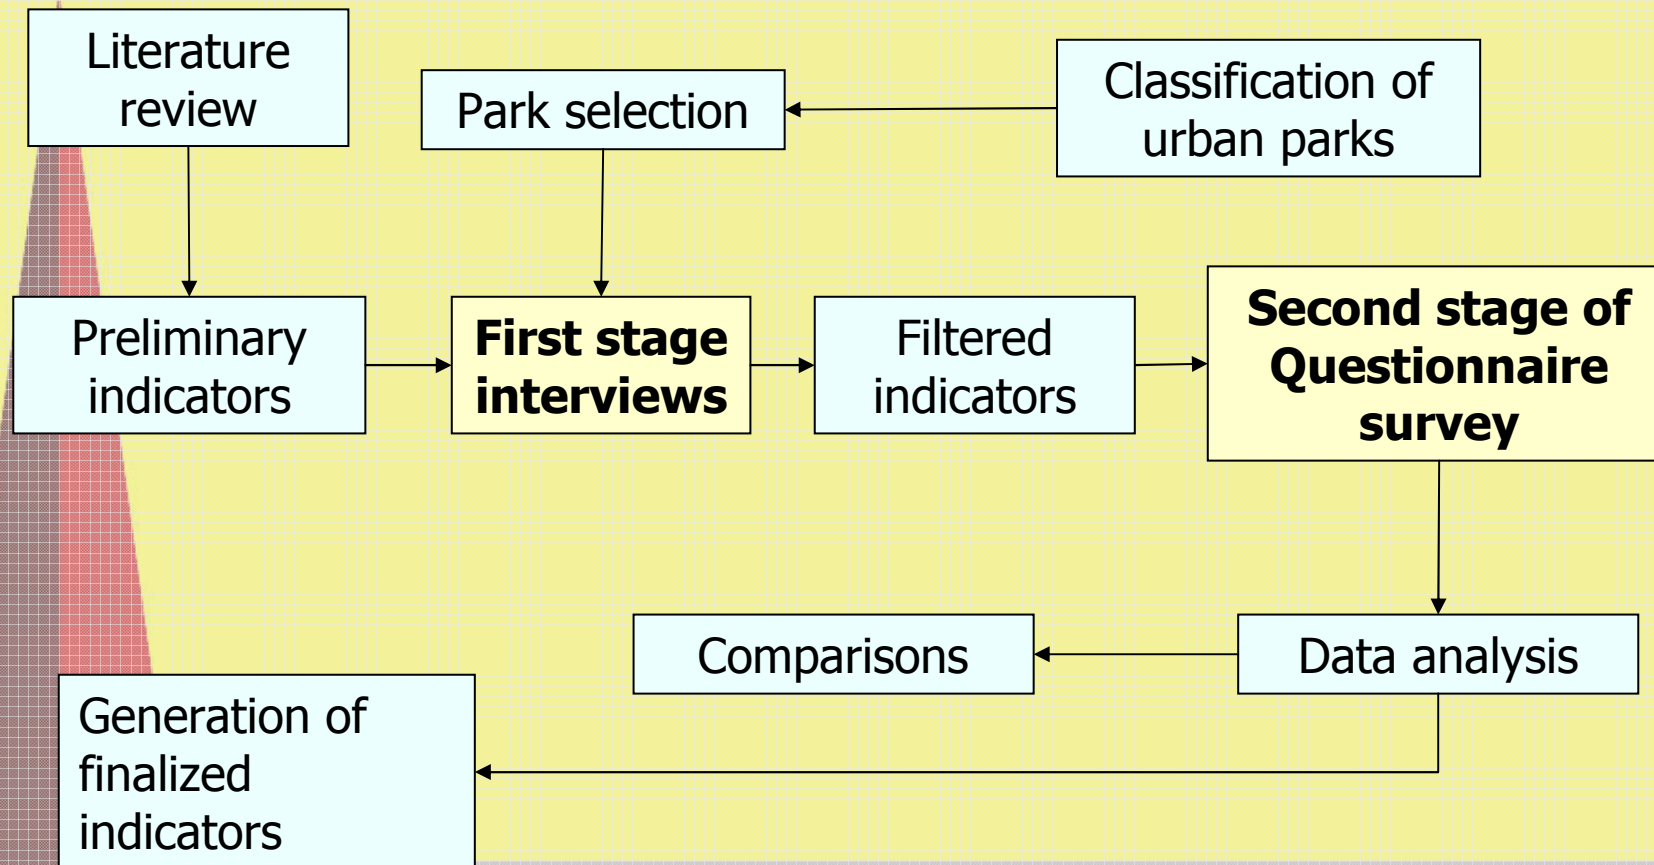 Literature
review
Park selection
Classification of
urban parks
Preliminary
indicators
First stage
interviews
Filtered
indicators
Second stage of
Questionnaire
survey
Comparisons
Data analysis
Generation of
finalized
indicators